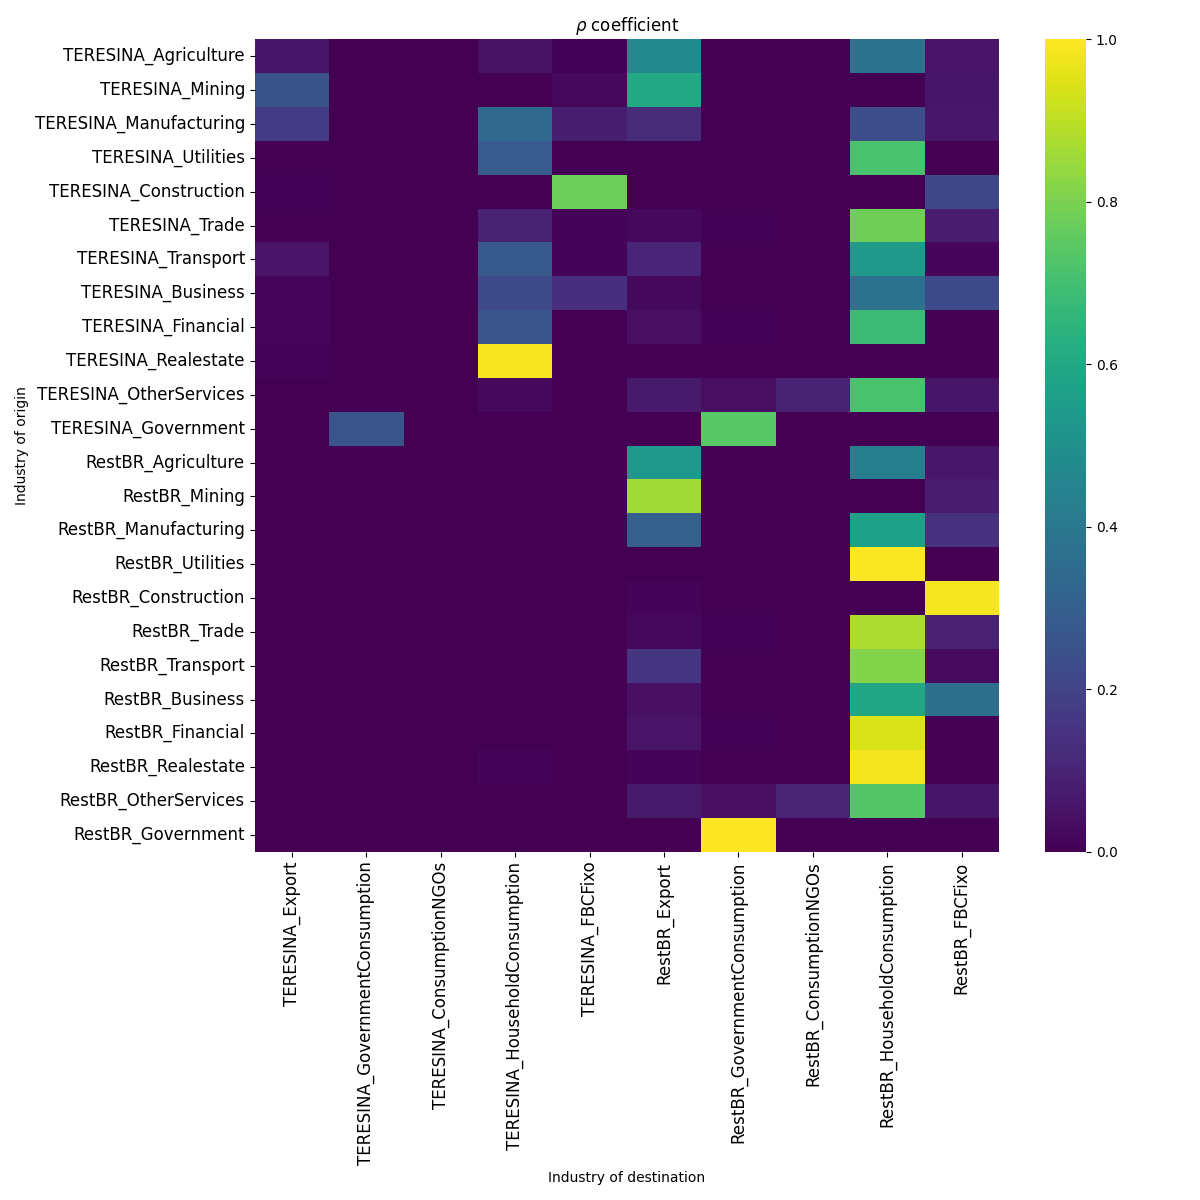 ρ coefficient
TERESINA_Agriculture
TERESINA_Mining
TERESINA_Manufacturing
TERESINA_Utilities
TERESINA_Construction
TERESINA_Trade
TERESINA_Transport
TERESINA_Business
TERESINA_Financial
TERESINA_Realestate
TERESINA_OtherServices
TERESINA_Government
RestBR_Agriculture
RestBR_Mining
RestBR_Manufacturing
RestBR_Utilities
RestBR_Construction
RestBR_Trade
RestBR_Transport
RestBR_Business
RestBR_Financial
RestBR_Realestate
RestBR_OtherServices
RestBR_Government
Industry of origin
TERESINA_Export
TERESINA_GovernmentConsumption
TERESINA_ConsumptionNGOs
TERESINA_HouseholdConsumption
TERESINA_FBCFixo
RestBR_Export
RestBR_GovernmentConsumption
RestBR_ConsumptionNGOs
RestBR_HouseholdConsumption
RestBR_FBCFixo
Industry of destination
1.0
0.8
0.6
0.4
0.2
0.0